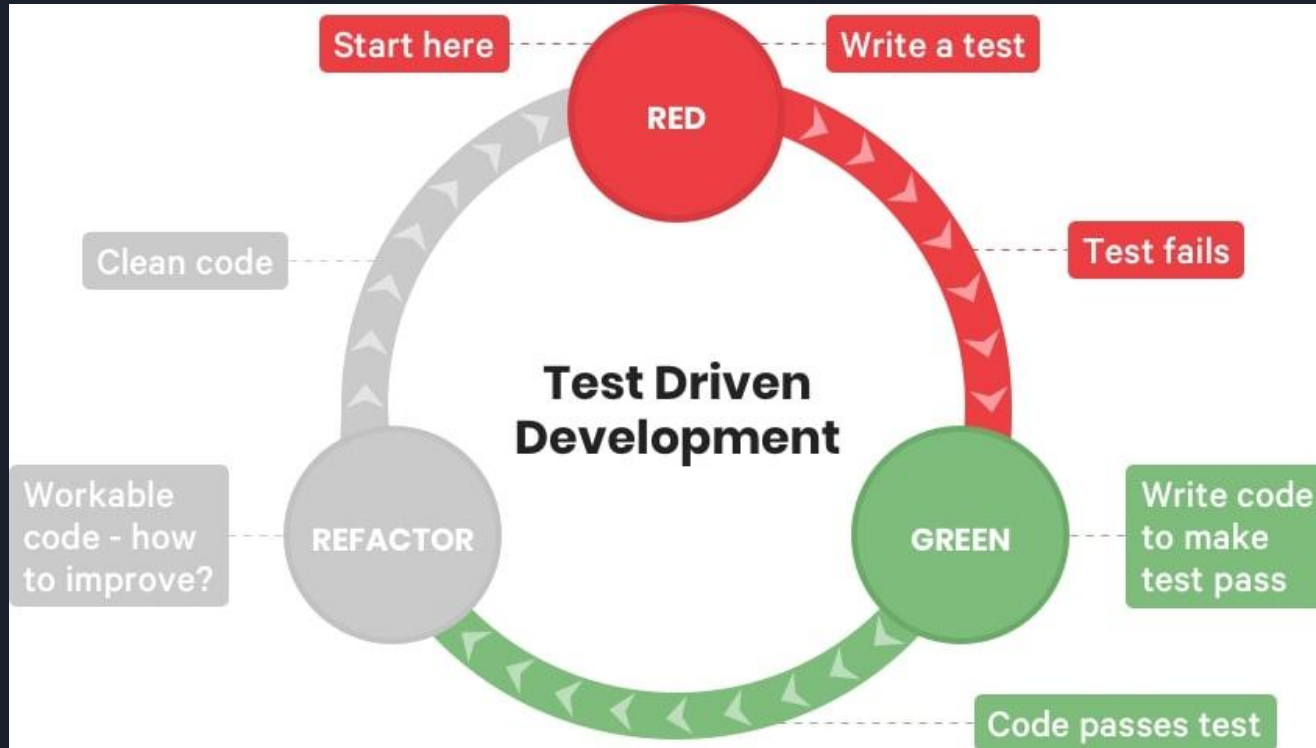 Start here
Write a test
RED
Test fails
Clean code
Test Driven
Development
Workable
code - how
to improve?
REFACTOR
GREEN
Write code
to make
test pass
Code passes test